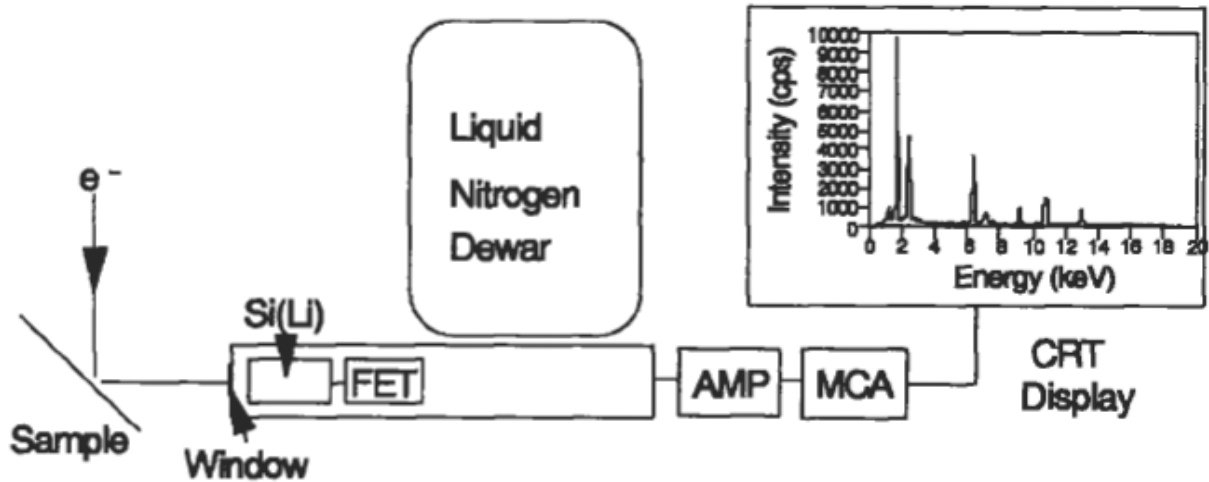 Liquid
Nitrogen
Dewar
e -
Si(Li)
FET
AMP
MCA
Sample
Window
CRT
Display
Intensity (cps)
10000
9000
8000
7000
6000
5000
4000
3000
2000
1000
0
0 2 4 6 8 10 12 14 16 18 20
Energy (keV)